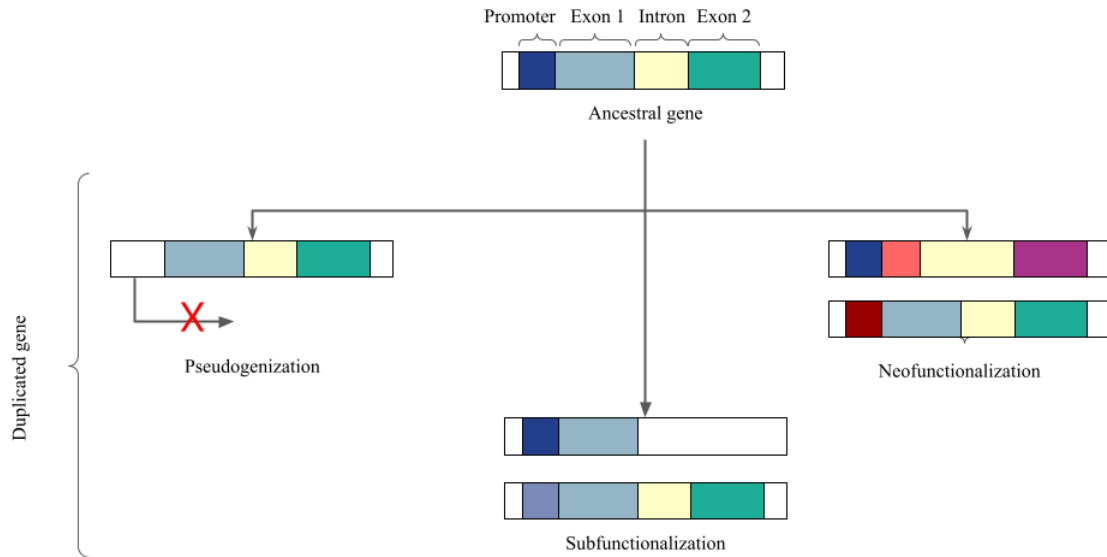 Promoter Exon 1 Intron Exon 2
Ancestral gene
Duplicated gene
X
Pseudogenization
Neofunctionalization
Subfunctionalization